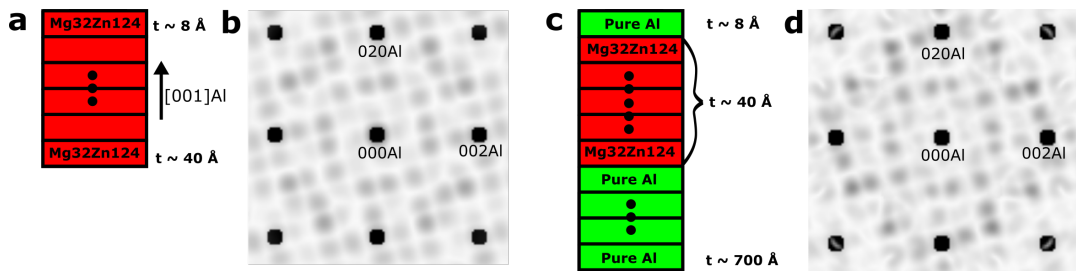 a
Mg32Zn124
t ~ 8 Å
[001]Al
Mg32Zn124
t ~ 40 Å
b
020Al
000Al
002Al
c
Pure Al
t ~ 8 Å
Mg32Zn124
t ~ 40 Å
Mg32Zn124
Pure Al
Pure Al
t ~ 700 Å
d
020Al
000Al
002Al